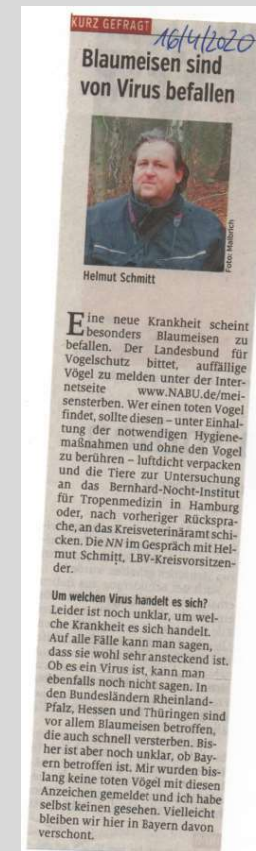 KURZ GEFRAGT
16/4/2020
Blaumeisen sind
von Virus befallen
Foto: Malbrich
Helmut Schmitt
Eine neue Krankheit scheint
besonders Blaumeisen zu
befallen. Der Landesbund für
Vogelschutz bittet, auffällige
Vögel zu melden unter der Inter-
netseite www.NABU.de/mei-
sensterben. Wer einen toten Vogel
findet, sollte diesen – unter Einhal-
tung der notwendigen Hygiene-
maßnahmen und ohne den Vogel
zu berühren – luftdicht verpacken
und die Tiere zur Untersuchung
an das Bernhard-Nocht-Institut
für Tropenmedizin in Hamburg
oder, nach vorheriger Rückspra-
che, an das Kreisveterinäramt schi-
cken. Die NN im Gespräch mit Hel-
mut Schmitt, LBV-Kreisvorsitzen-
der.
Um welchen Virus handelt es sich?
Leider ist noch unklar, um wel-
che Krankheit es sich handelt.
Auf alle Fälle kann man sagen,
dass sie wohl sehr ansteckend ist.
Ob es ein Virus ist, kann man
ebenfalls noch nicht sagen. In
den Bundesländern Rheinland-
Pfalz, Hessen und Thüringen sind
vor allem Blaumeisen betroffen,
die auch schnell versterben. Bis-
her ist aber noch unklar, ob Bay-
ern betroffen ist. Mir wurden bis-
lang keine toten Vögel mit diesen
Anzeichen gemeldet und ich habe
selbst keinen gesehen. Vielleicht
bleiben wir hier in Bayern davon
verschont.